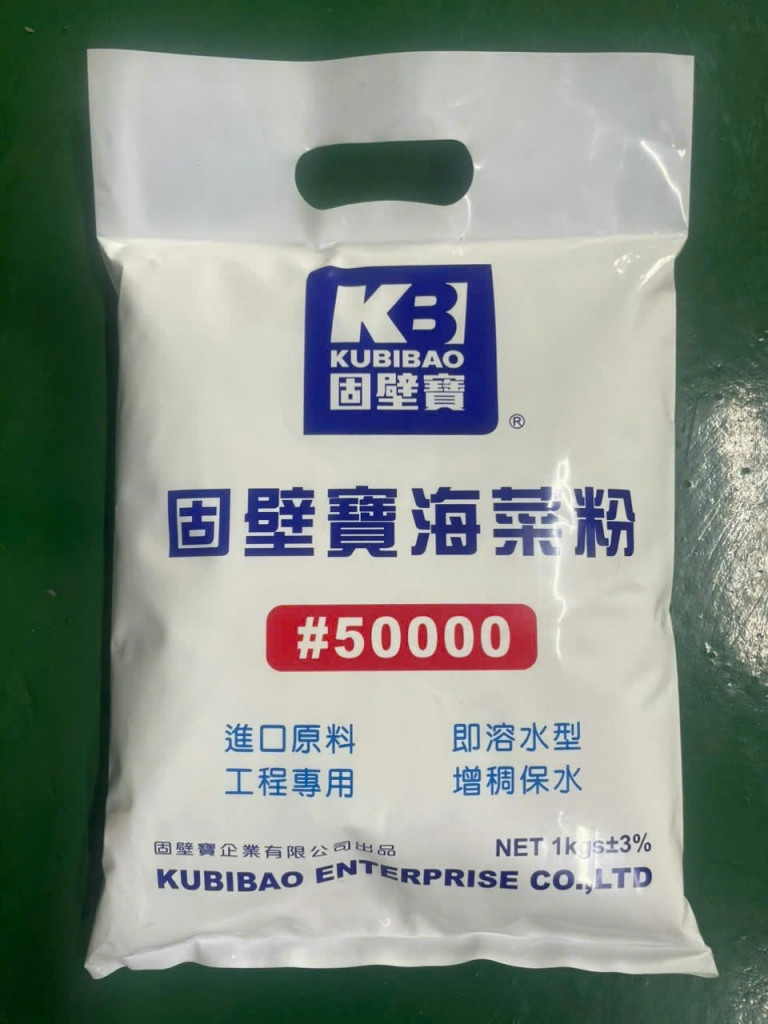 KB
KUBIBAO
固壁寶
®
固壁寶海菜粉
#50000
進口原料 即溶水型
工程專用 增稠保水
固壁寶企業有限公司出品 NET 1kgs±3%
KUBIBAO ENTERPRISE CO.,LTD